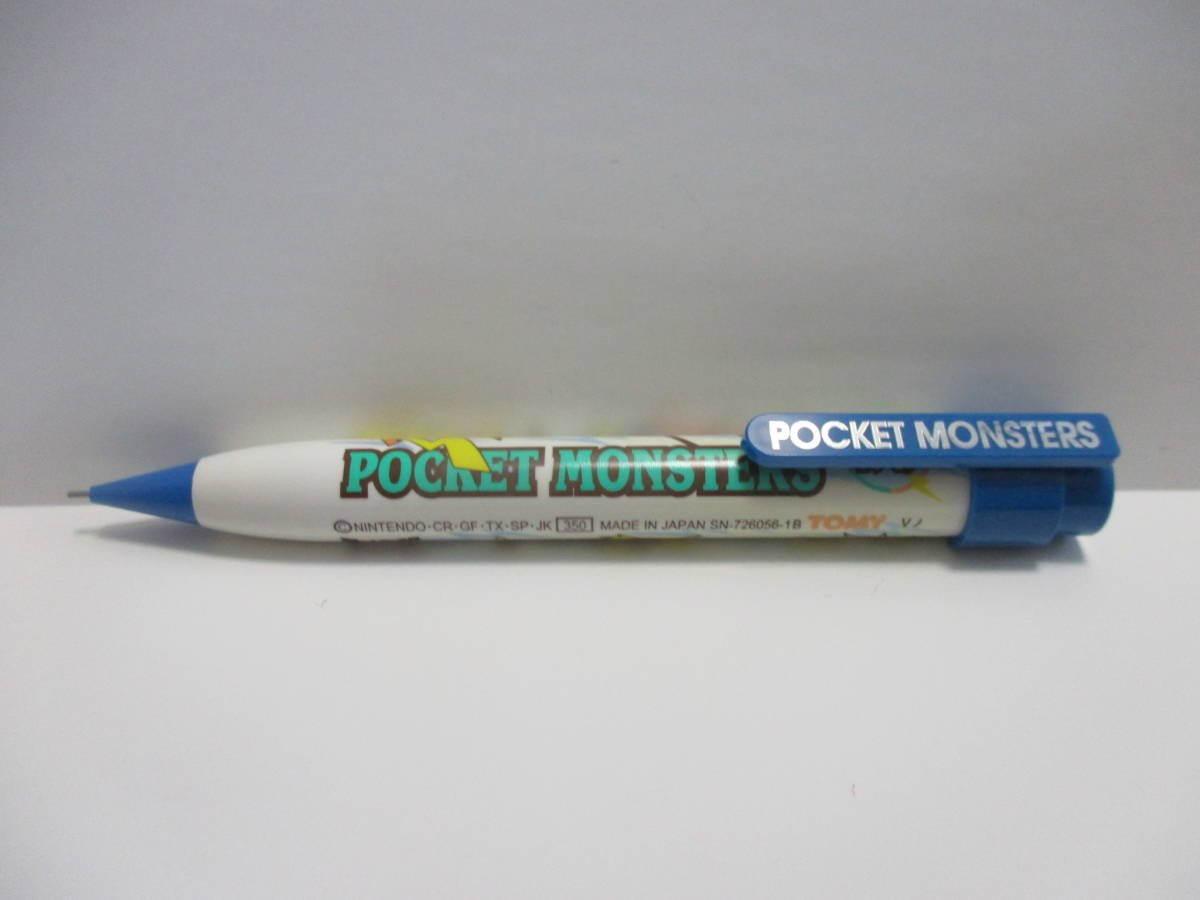 POCKET MONSTERS
POCKET MONSTERS
©NINTENDO·CR·GF·TX·SP·JK 350 MADE IN JAPAN SN-726056-1B TOMY